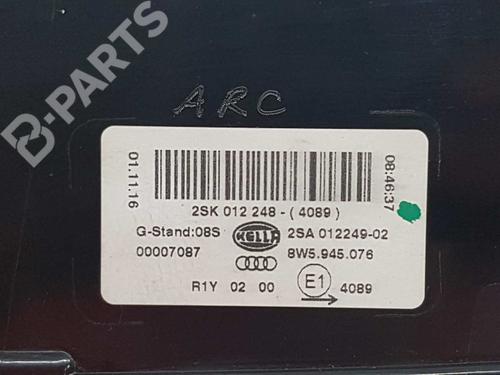 ARC
B-PARTS
01.11.16
08:46:37
2SK 012 248-(4089)
G-Stand:08S HELLA 2SA 012249-02
00007087 8W5.945.076
R1Y 02 00 E1 4089